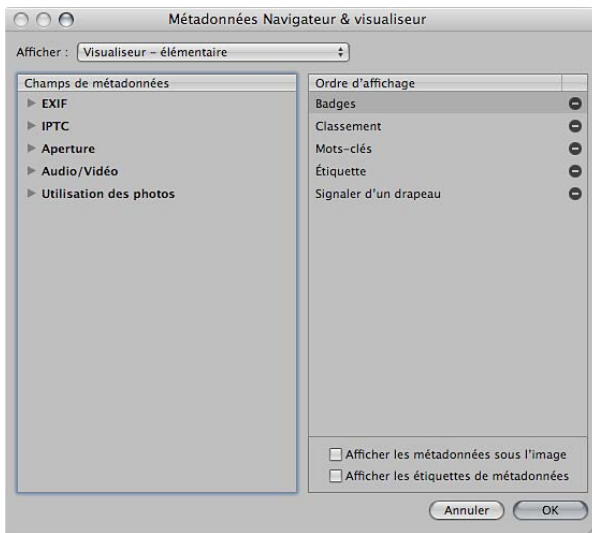 Métadonnées Navigateur & visualiseur
Afficher : Visualiseur – élémentaire
Champs de métadonnées
EXIF
IPTC
Aperture
Audio/Vidéo
Utilisation des photos
Ordre d'affichage
Badges
Classement
Mots-clés
Étiquette
Signaler d'un drapeau
Afficher les métadonnées sous l'image
Afficher les étiquettes de métadonnées
Annuler
OK